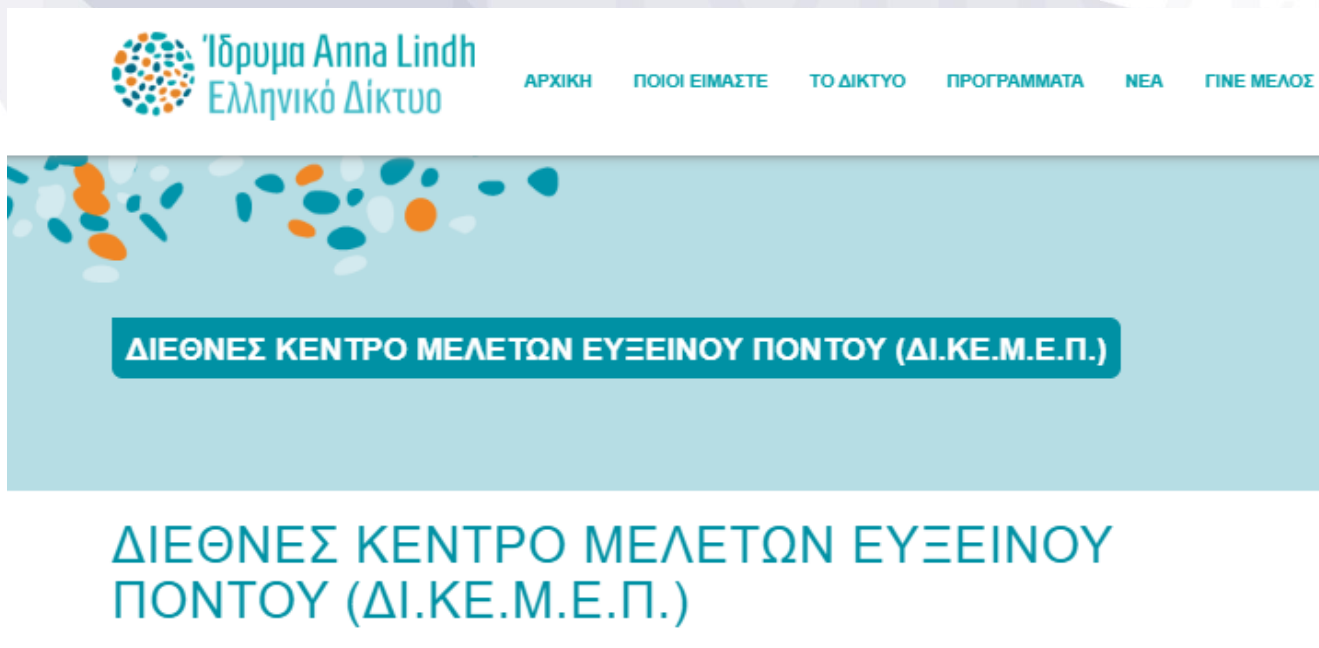 Ίδρυμα Anna Lindh
Ελληνικό Δίκτυο
ΑΡΧΙΚΗ ΠΟΙΟΙ ΕΙΜΑΣΤΕ ΤΟ ΔΙΚΤΥΟ ΠΡΟΓΡΑΜΜΑΤΑ ΝΕΑ ΓΙΝΕ ΜΕΛΟΣ
ΔΙΕΘΝΕΣ ΚΕΝΤΡΟ ΜΕΛΕΤΩΝ ΕΥΞΕΙΝΟΥ ΠΟΝΤΟΥ (ΔΙ.ΚΕ.Μ.Ε.Π.)
ΔΙΕΘΝΕΣ ΚΕΝΤΡΟ ΜΕΛΕΤΩΝ ΕΥΞΕΙΝΟΥ
ΠΟΝΤΟΥ (ΔΙ.ΚΕ.Μ.Ε.Π.)